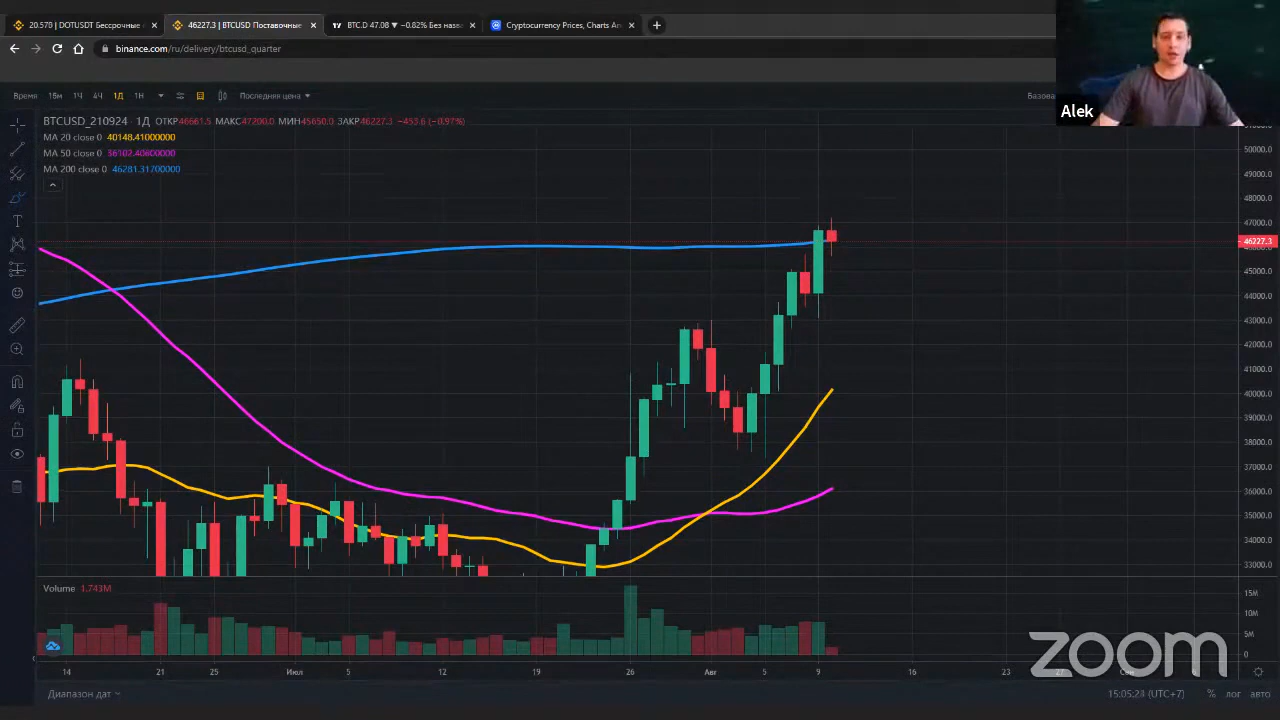 20.579 | DOTUSDT Бессрочные
46227.3 | BTCUSD Поставочные
BTC.D 47.08 ▼ −0.82% Без назв
Cryptocurrency Prices, Charts An
binance.com/ru/delivery/btcusd_quarter
Время 15м 1Ч 4Ч 1Д 1Н Последняя цена
Базова
Alek
BTCUSD_210924 · 1Д ОТКР46661.5 МАКС47200.0 МИН45650.0 ЗАКР46227.3 −453.6 (−0.97%)
MA 20 close 0 40148.41000000
MA 50 close 0 36102.40600000
MA 200 close 0 46281.31700000
50000.0
49000.0
48000.0
47000.0
46227.3
45000.0
44000.0
43000.0
42000.0
41000.0
40000.0
39000.0
38000.0
37000.0
36000.0
35000.0
34000.0
33000.0
Volume 1.743M
15M
10M
5M
0
14 21 25 Июл 5 12 19 26 Авг 5 9 16 23 27
zoom
Диапазон дат
15:05:28 (UTC+7) % лог авто